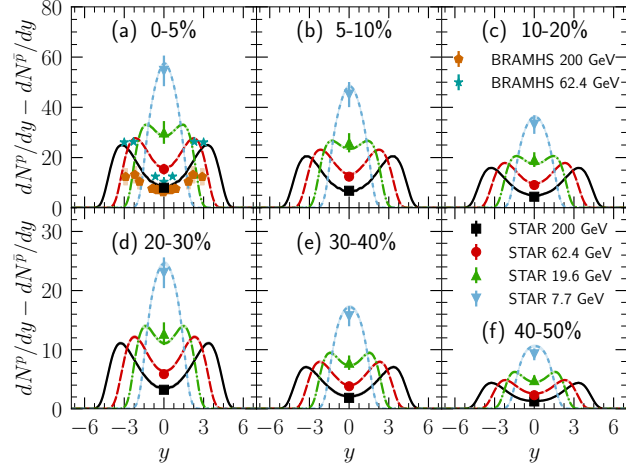 80
60
40
20
0
dN^p/dy − dN^p̄/dy
(a) 0-5%
(b) 5-10%
(c) 10-20%
BRAMHS 200 GeV
BRAMHS 62.4 GeV
30
20
10
0
dN^p/dy − dN^p̄/dy
(d) 20-30%
(e) 30-40%
STAR 200 GeV
STAR 62.4 GeV
STAR 19.6 GeV
STAR 7.7 GeV
(f) 40-50%
−6 −3 0 3 6
−6 −3 0 3 6
−6 −3 0 3 6
y
y
y